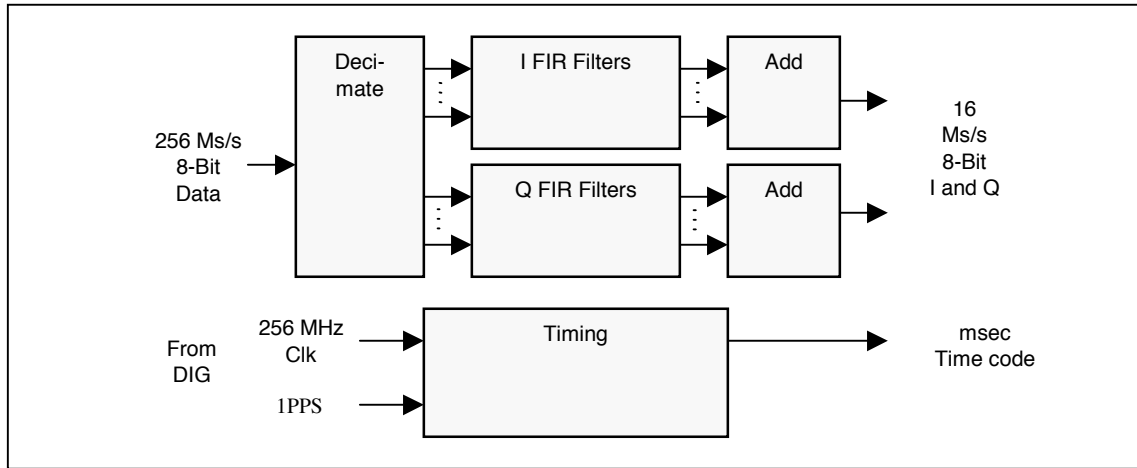 Deci-
mate
I FIR Filters
Add
256 Ms/s
8-Bit
Data
16
Ms/s
8-Bit
I and Q
Q FIR Filters
Add
From
DIG
256 MHz
Clk
1PPS
Timing
msec
Time code